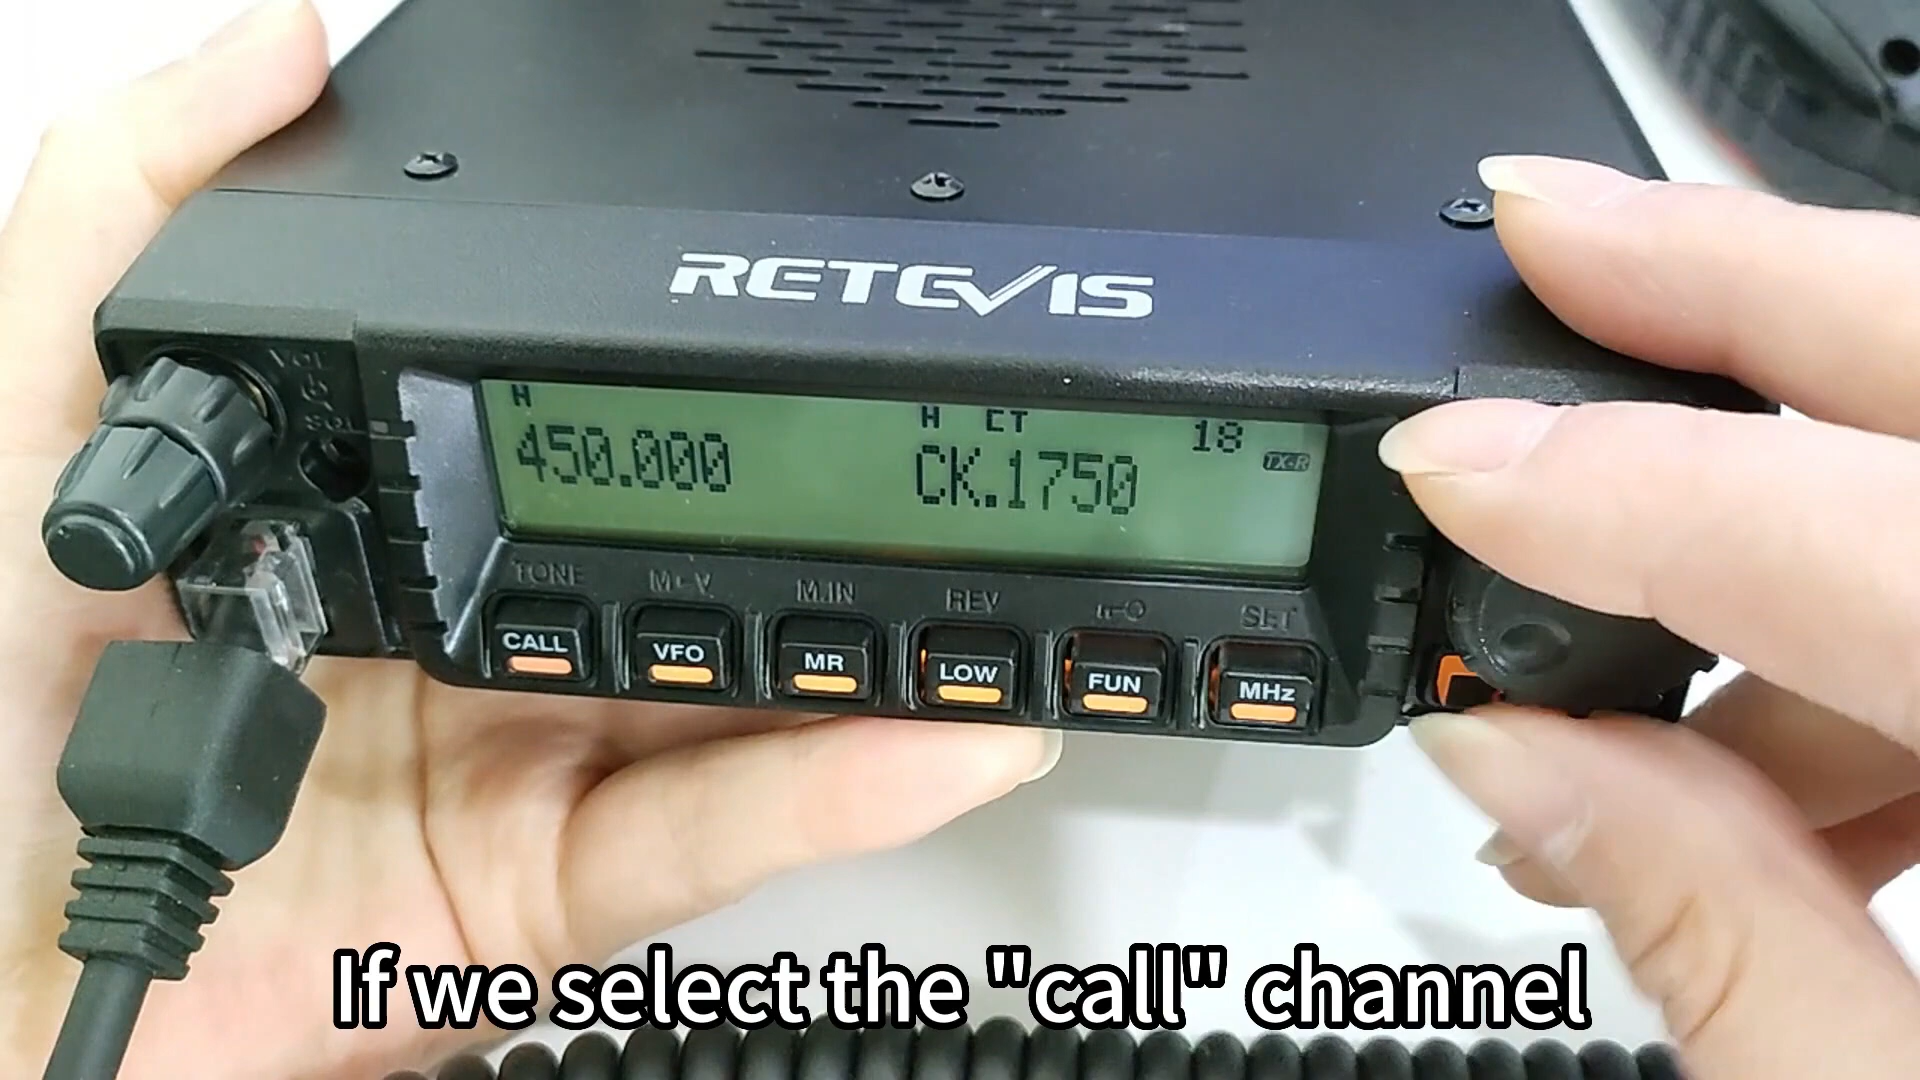 RETEVIS
VOL
SQL
H
H CT 18
450.000 CK.1750 TX-R
TONE M▸V M.IN REV SET
CALL VFO MR LOW FUN MHz
If we select the "call" channel